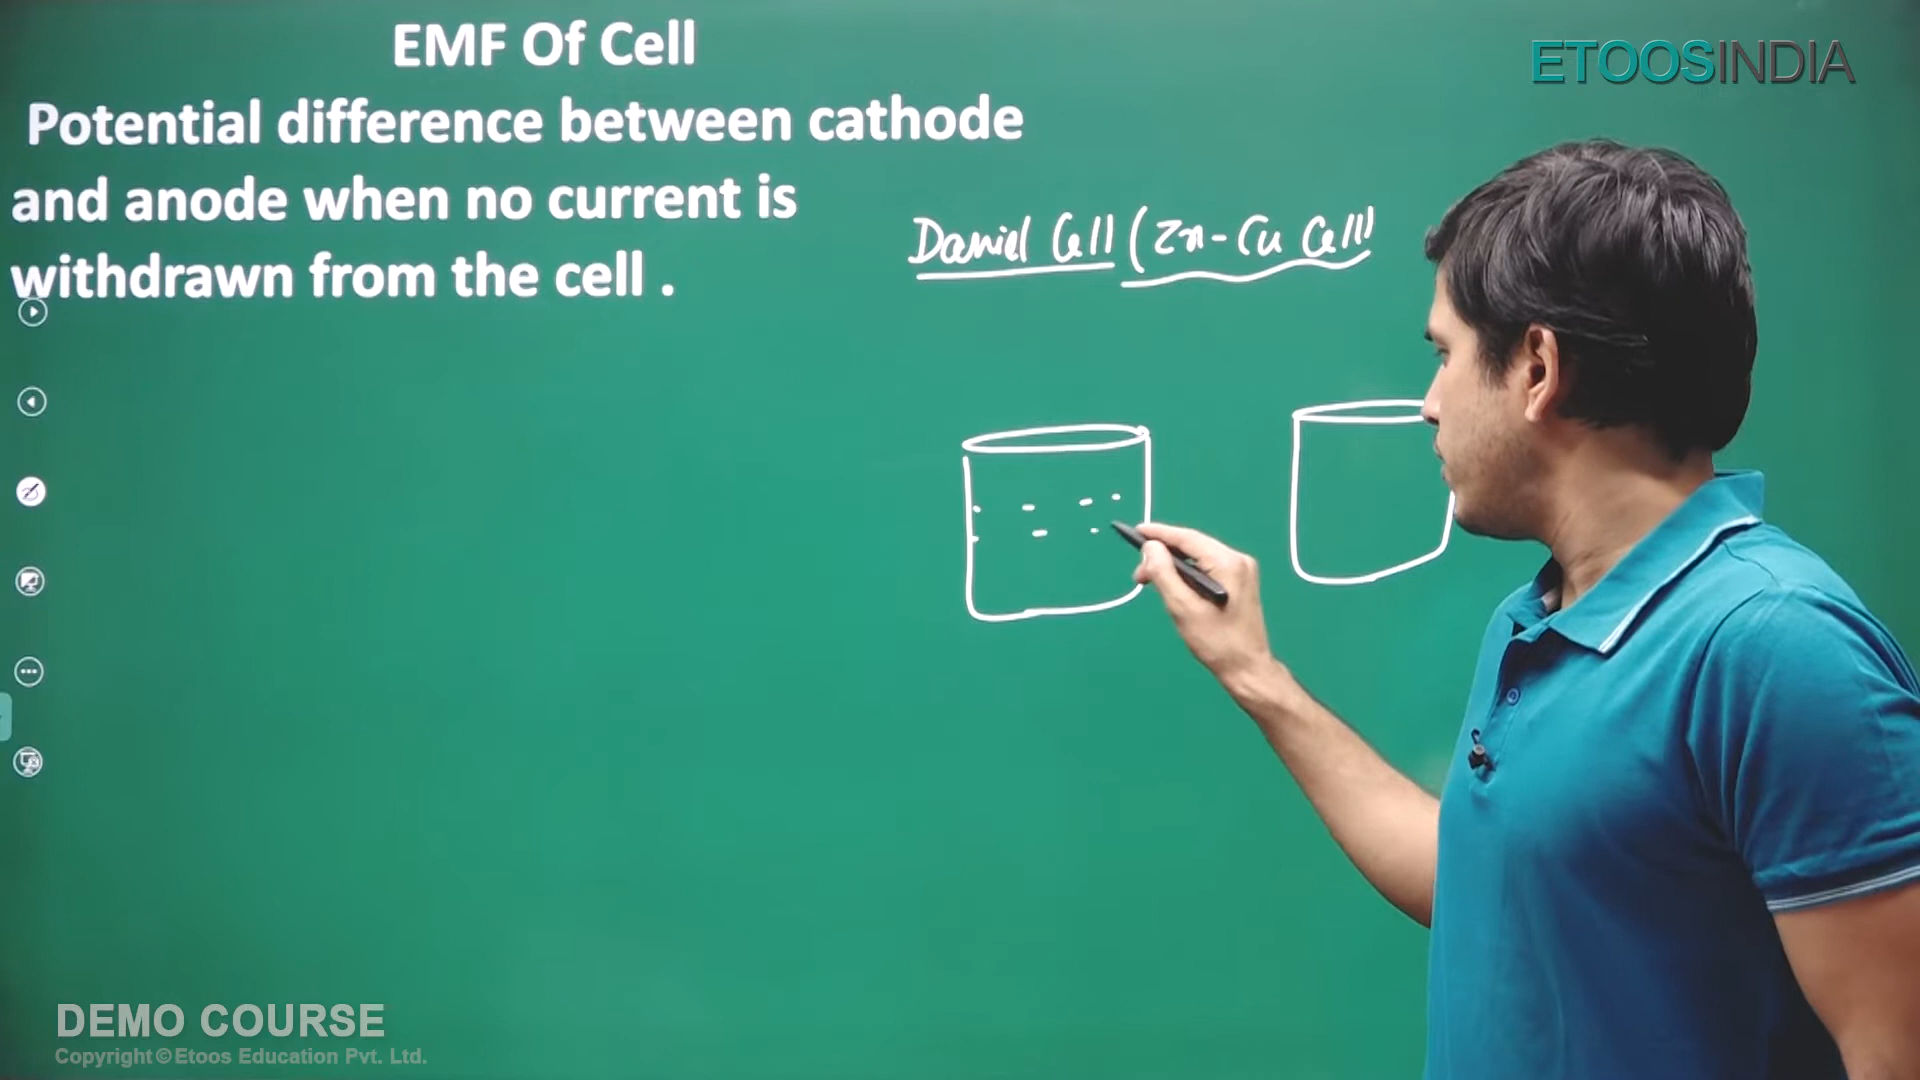 EMF Of Cell
ETOOSINDIA
Potential difference between cathode
and anode when no current is
withdrawn from the cell .
Daniel Cell (Zn-Cu Cell)
DEMO COURSE
Copyright © Etoos Education Pvt. Ltd.